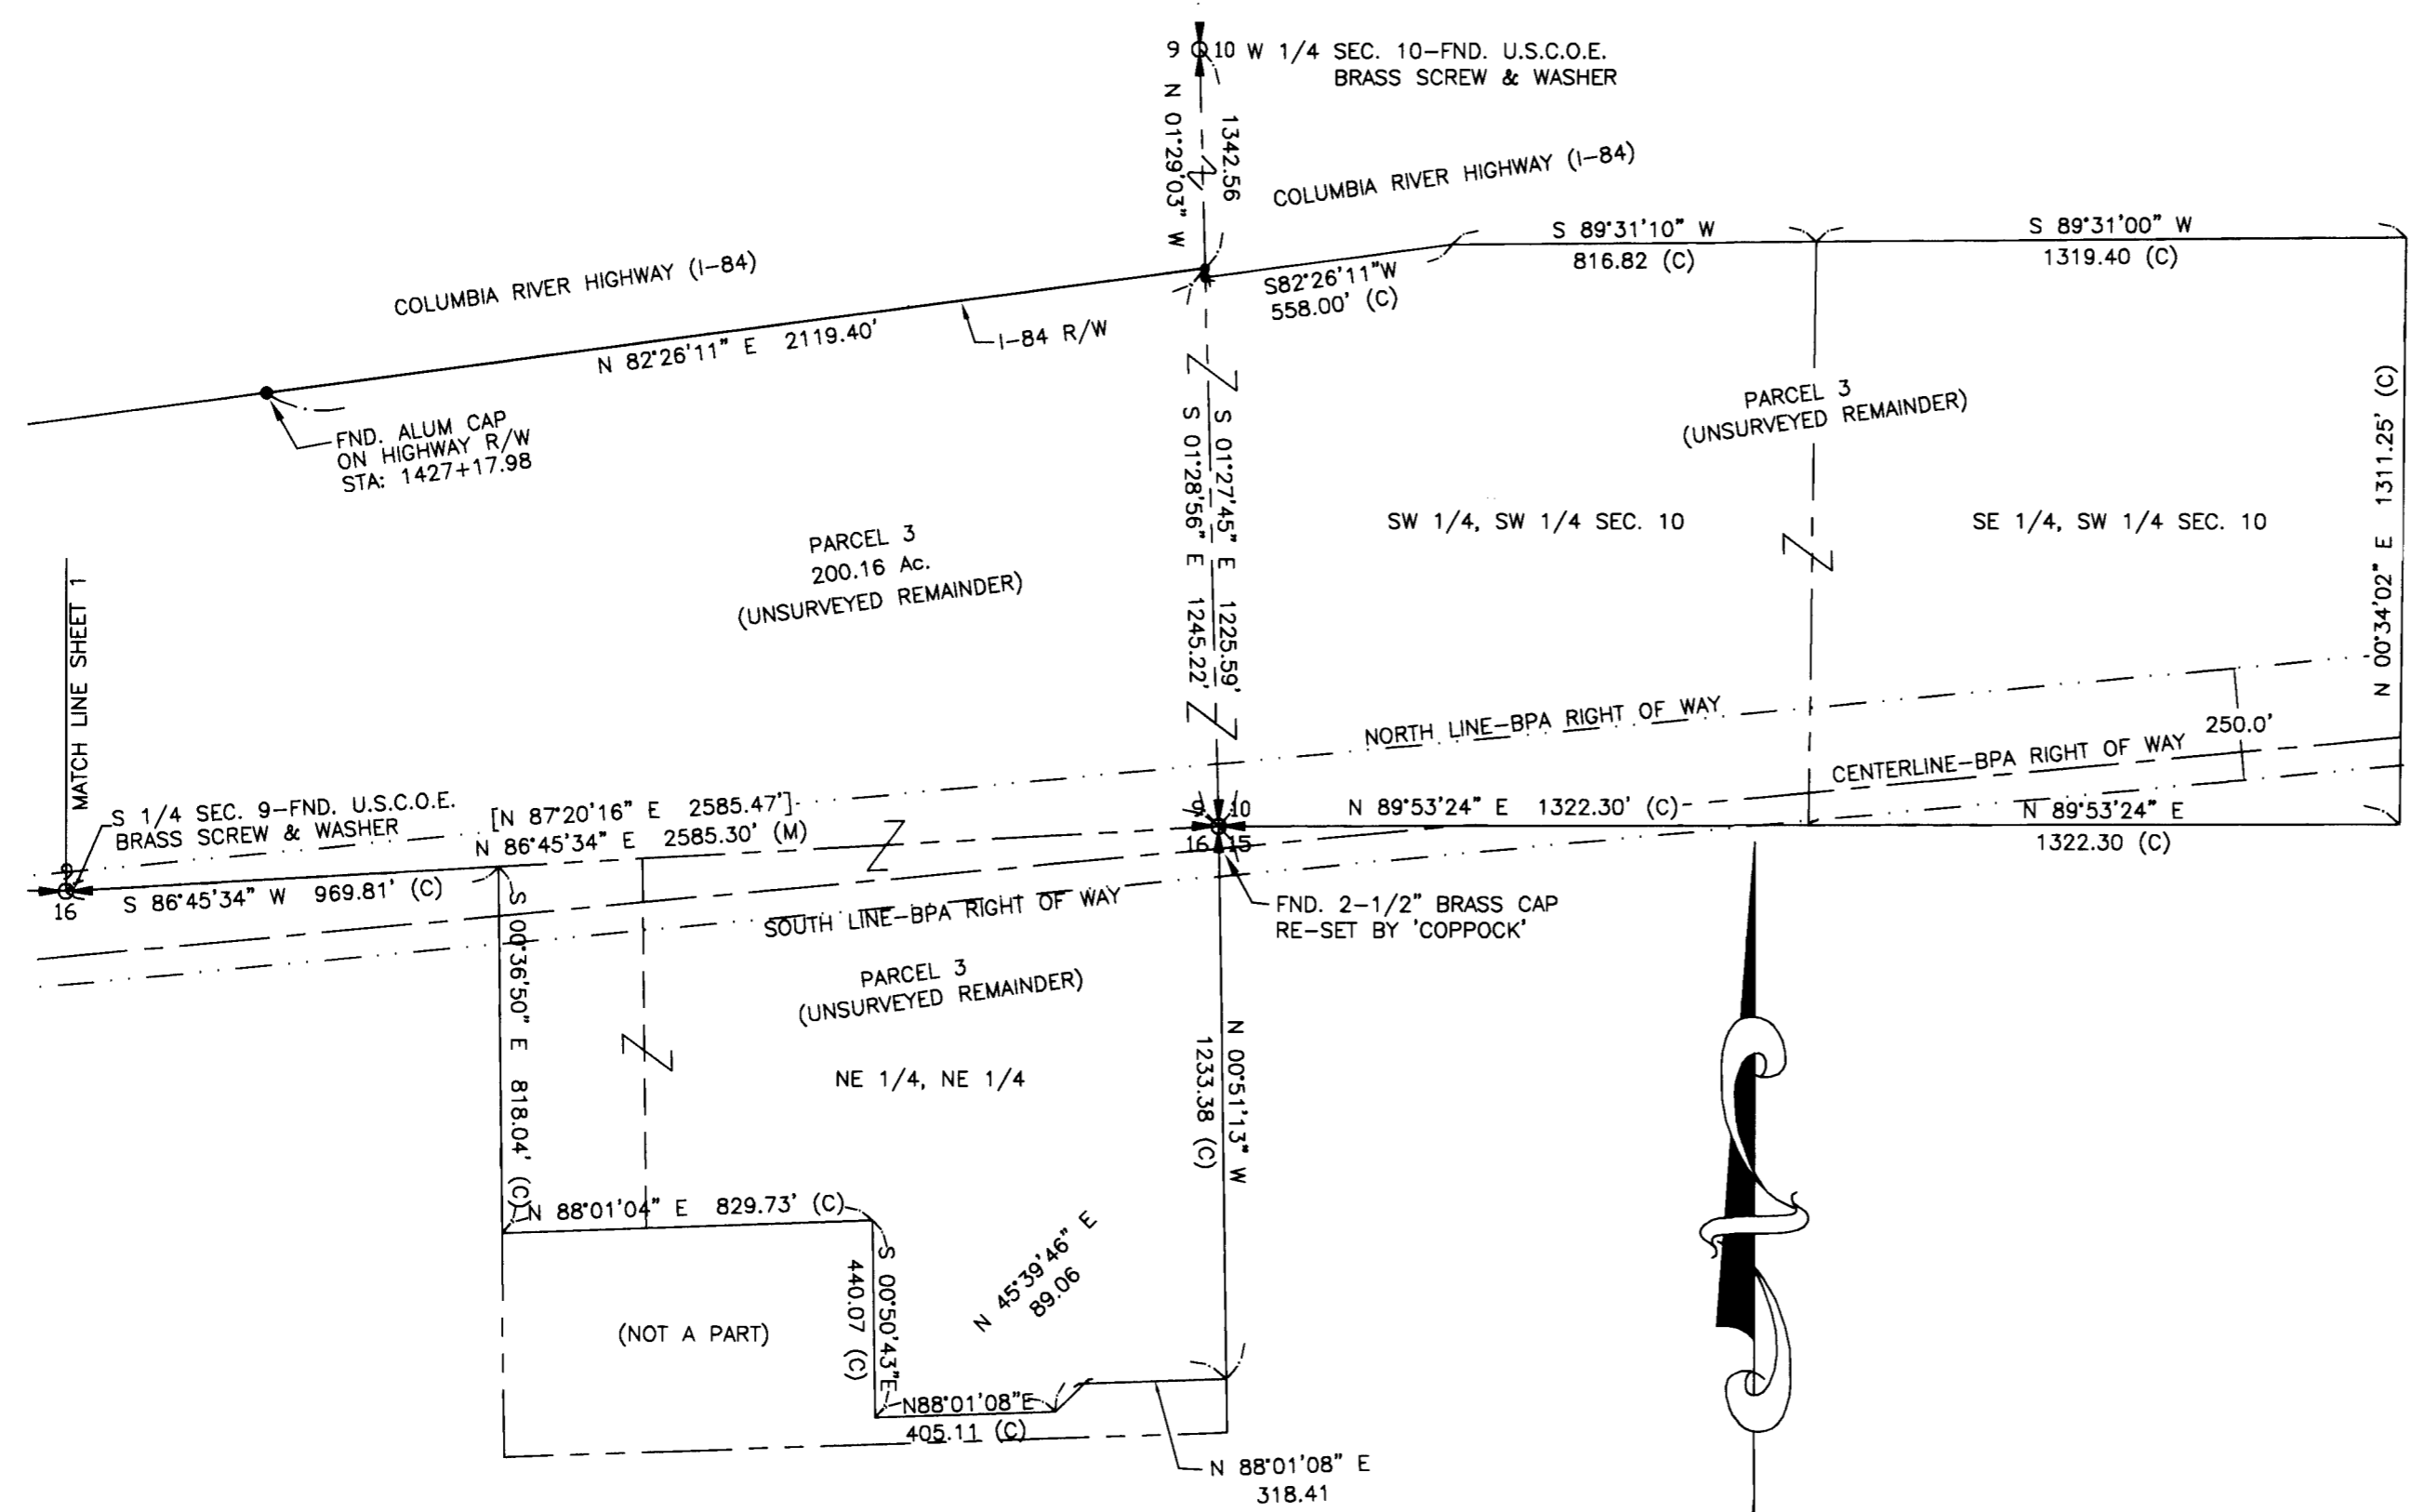 9 10 W 1/4 SEC. 10-FND. U.S.C.O.E.
BRASS SCREW & WASHER
N 01°29'03" W
1342.56
COLUMBIA RIVER HIGHWAY (I-84)
S 89°31'10" W
816.82 (C)
S 89°31'00" W
1319.40 (C)
S82°26'11"W
558.00' (C)
COLUMBIA RIVER HIGHWAY (I-84)
N 82°26'11" E 2119.40'
I-84 R/W
FND. ALUM CAP
ON HIGHWAY R/W
STA: 1427+17.98
PARCEL 3
(UNSURVEYED REMAINDER)
N 00°34'02" E 1311.25' (C)
S 01°27'45" E 1225.59'
S 01°28'56" E 1245.22'
SW 1/4, SW 1/4 SEC. 10
SE 1/4, SW 1/4 SEC. 10
PARCEL 3
200.16 Ac.
(UNSURVEYED REMAINDER)
MATCH LINE SHEET 1
NORTH LINE-BPA RIGHT OF WAY
250.0'
CENTERLINE-BPA RIGHT OF WAY
S 1/4 SEC. 9-FND. U.S.C.O.E.
BRASS SCREW & WASHER
[N 87°20'16" E 2585.47']
N 86°45'34" E 2585.30' (M)
9 10
16 15
N 89°53'24" E 1322.30' (C)
N 89°53'24" E
1322.30 (C)
9
16
S 86°45'34" W 969.81' (C)
SOUTH LINE-BPA RIGHT OF WAY
FND. 2-1/2" BRASS CAP
RE-SET BY 'COPPOCK'
S 00°36'50" E 818.04' (C)
PARCEL 3
(UNSURVEYED REMAINDER)
NE 1/4, NE 1/4
N 00°51'13" W
1233.38 (C)
N 88°01'04" E 829.73' (C)
S 00°50'43"E
440.07 (C)
N 45°39'46" E
89.06
(NOT A PART)
N88°01'08"E
405.11 (C)
N 88°01'08" E
318.41